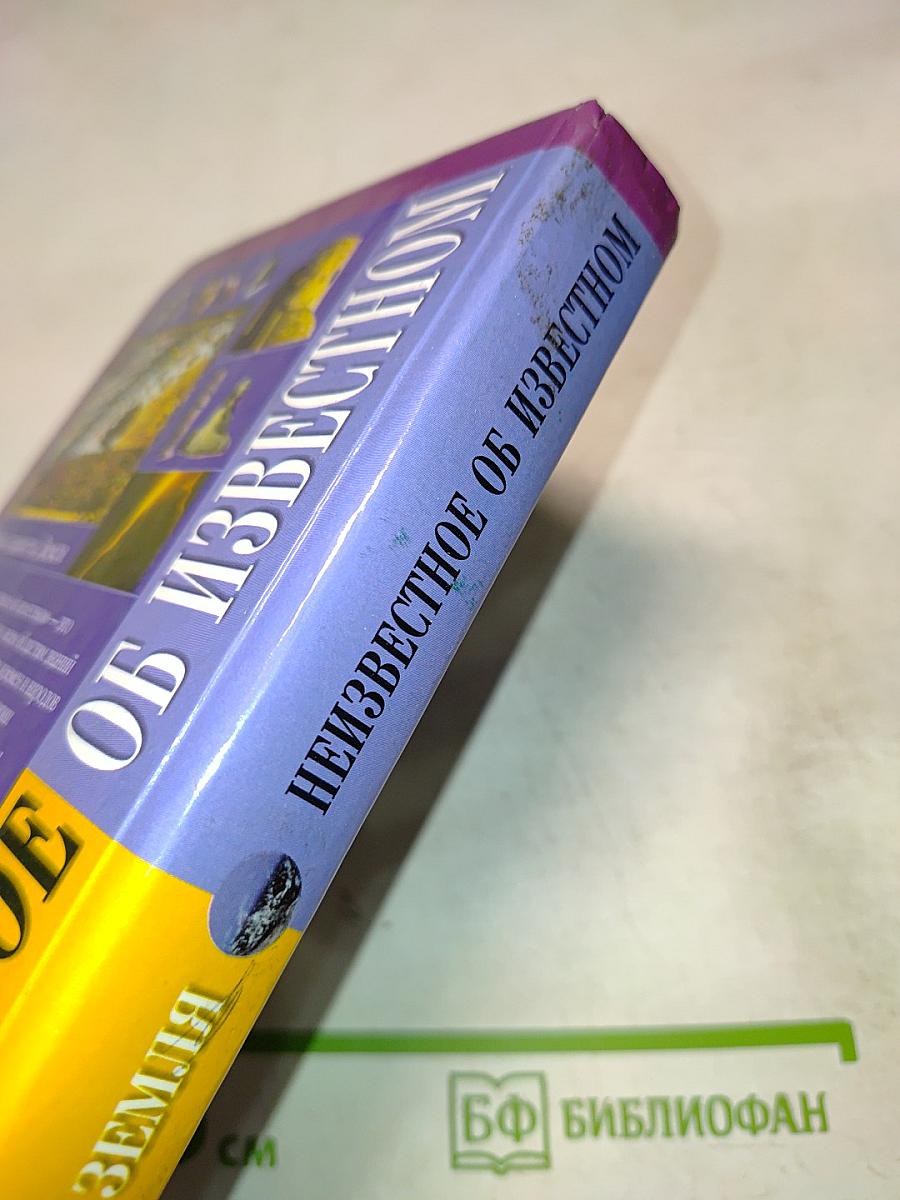 ОБ ИЗВЕСТНОМ
НЕИЗВЕСТНОЕ ОБ ИЗВЕСТНОМ
ОЕ
ЗЕМЛЯ
см
БФ БИБЛИОФАН